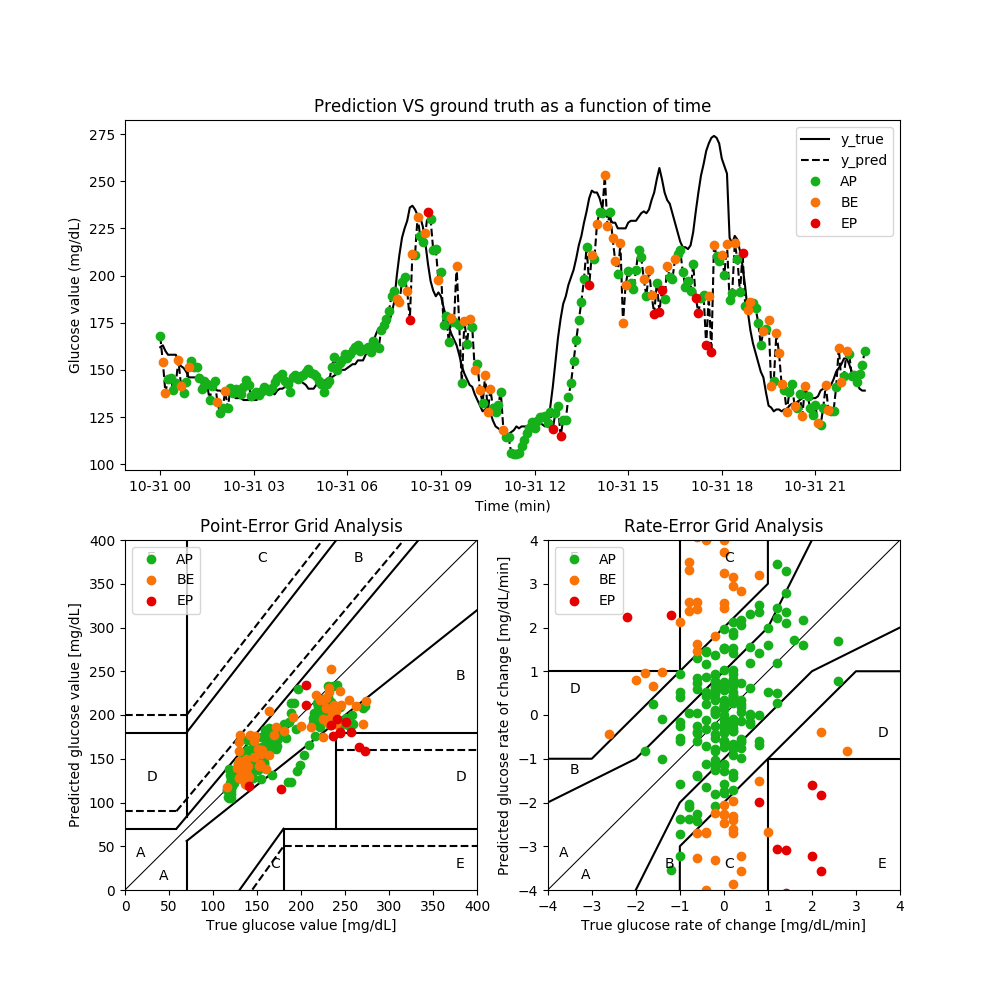 Prediction VS ground truth as a function of time
Glucose value (mg/dL)
275
250
225
200
175
150
125
100
y_true
y_pred
AP
BE
EP
10-31 00 10-31 03 10-31 06 10-31 09 10-31 12 10-31 15 10-31 18 10-31 21
Time (min)
Point-Error Grid Analysis
Predicted glucose value [mg/dL]
400
350
300
250
200
150
100
50
0
AP
BE
EP
C
B
B
D
D
A
A
C
E
0 50 100 150 200 250 300 350 400
True glucose value [mg/dL]
Rate-Error Grid Analysis
Predicted glucose rate of change [mg/dL/min]
4
3
2
1
0
−1
−2
−3
−4
AP
BE
EP
C
D
D
B
A
A
B
C
E
−4 −3 −2 −1 0 1 2 3 4
True glucose rate of change [mg/dL/min]